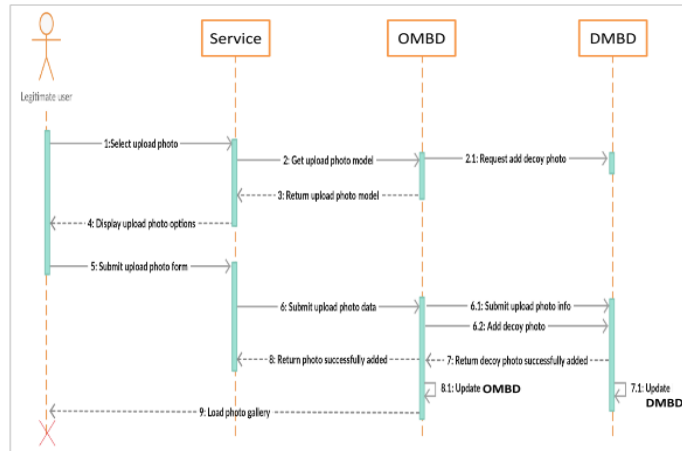 Service
OMBD
DMBD
Legitimate user
1:Select upload photo
2: Get upload photo model
2.1: Request add decoy photo
3: Return upload photo model
4: Display upload photo options
5: Submit upload photo form
6: Submit upload photo data
6.1: Submit upload photo info
6.2: Add decoy photo
8: Return photo successfully added
7: Return decoy photo successfully added
8.1: Update OMBD
7.1: Update
DMBD
9: Load photo gallery